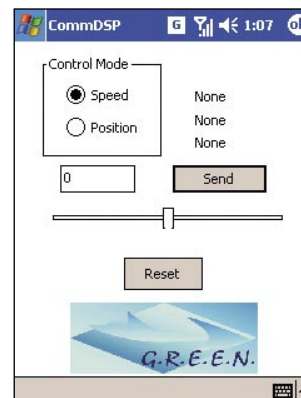 CommDSP G 1:07 ok
Control Mode
Speed
Position
None
None
None
0
Send
Reset
G.R.E.E.N.